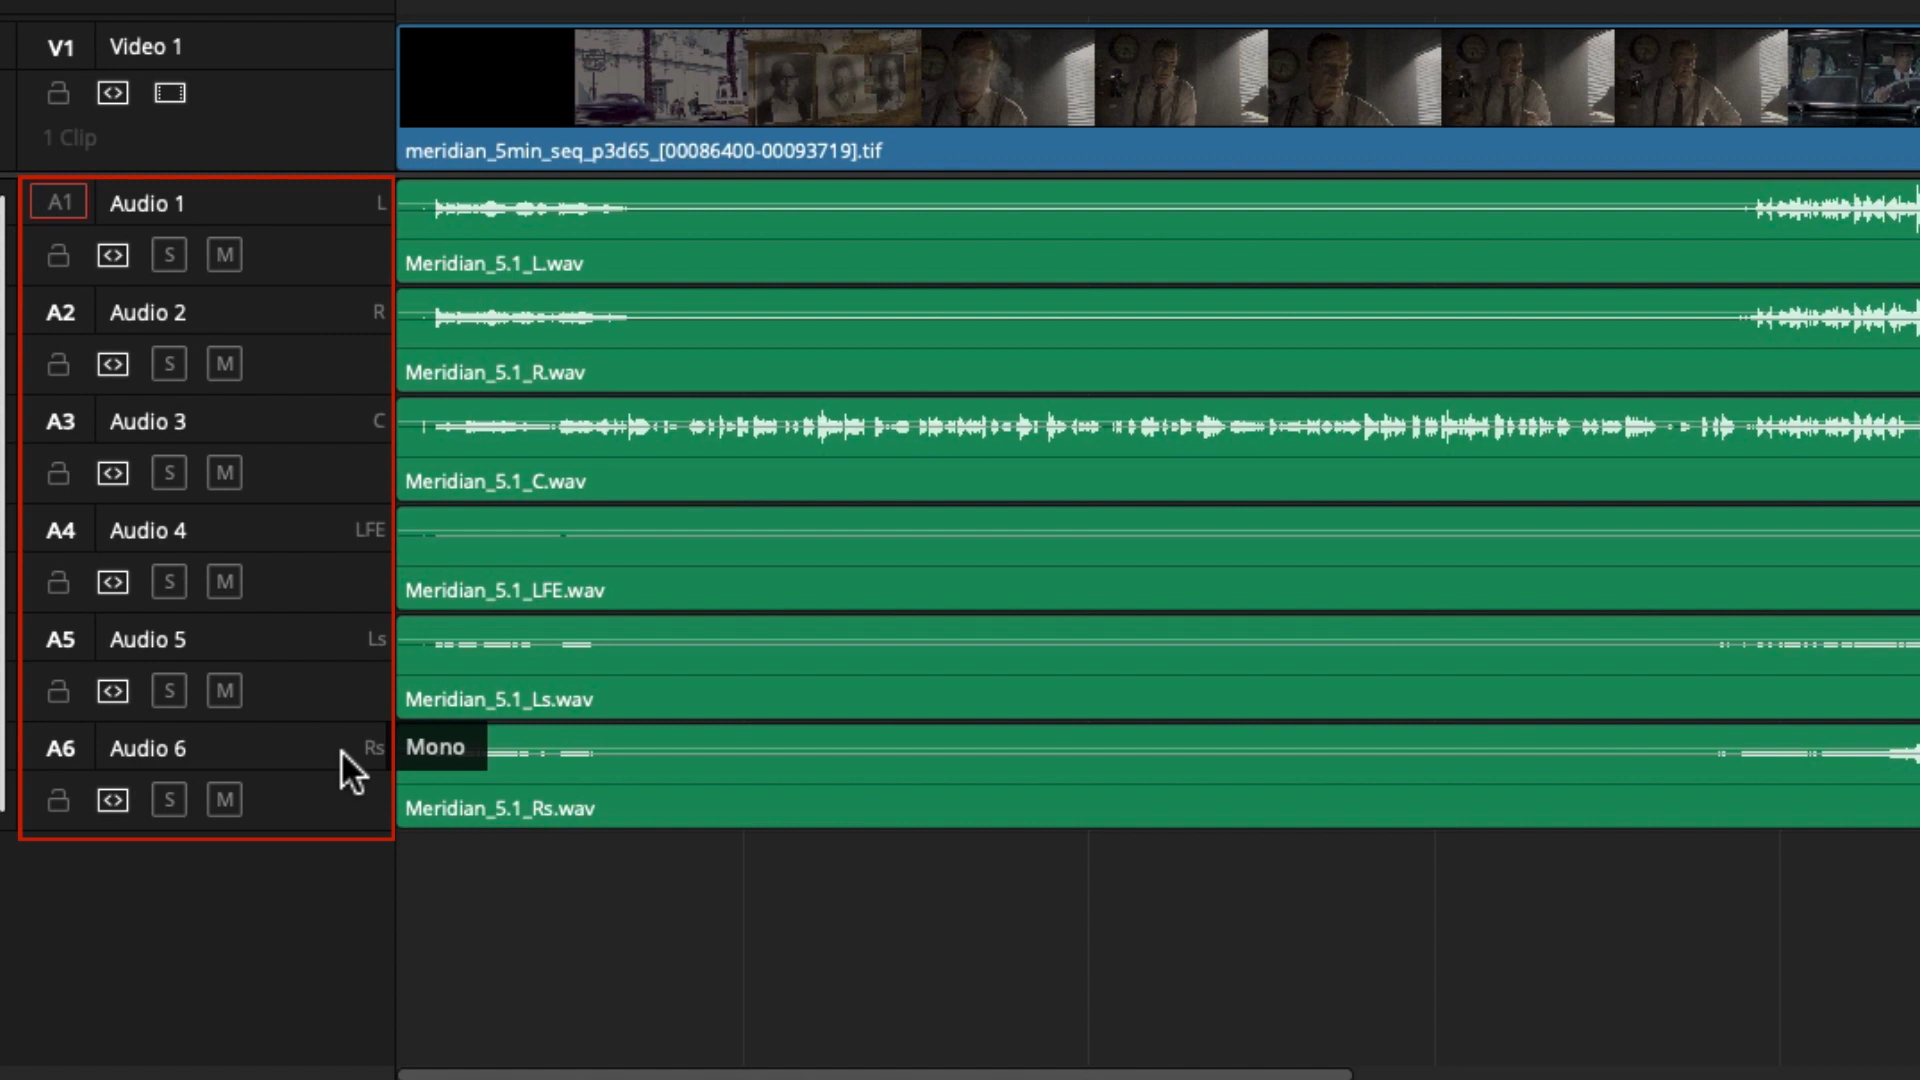 V1 Video 1
1 Clip
meridian_5min_seq_p3d65_[00086400-00093719].tif
A1 Audio 1 L
S M
Meridian_5.1_L.wav
A2 Audio 2 R
S M
Meridian_5.1_R.wav
A3 Audio 3 C
S M
Meridian_5.1_C.wav
A4 Audio 4 LFE
S M
Meridian_5.1_LFE.wav
A5 Audio 5 Ls
S M
Meridian_5.1_Ls.wav
A6 Audio 6 Rs
Mono
S M
Meridian_5.1_Rs.wav